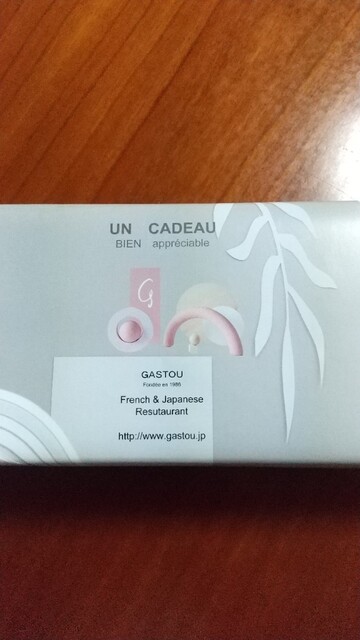 UN CADEAU
BIEN appréciable
G
GASTOU
Fondée en 1986
French & Japanese
Resutaurant
http://www.gastou.jp